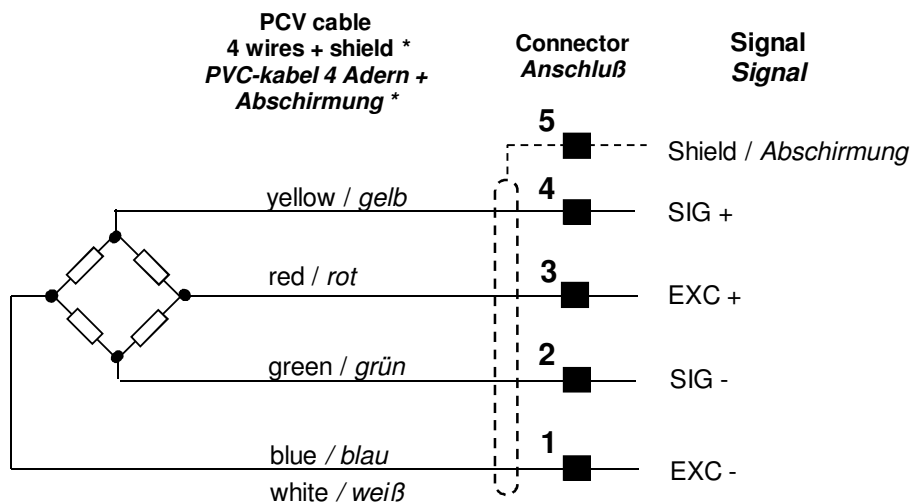 PCV cable
4 wires + shield *
PVC-kabel 4 Adern +
Abschirmung *
Connector
Anschluß
Signal
Signal
5
Shield / Abschirmung
yellow / gelb
4
SIG +
red / rot
3
EXC +
green / grün
2
SIG -
blue / blau
1
EXC -
white / weiß